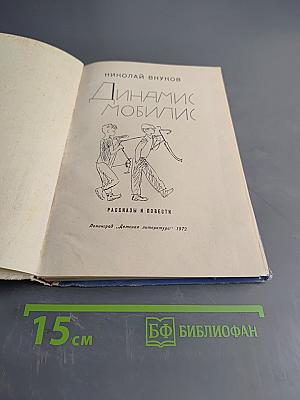 НИКОЛАЙ ВНУКОВ
ДИНАМИС
МОБИЛИС
РАССКАЗЫ И ПОВЕСТИ
Ленинград „Детская литература“ 1972
15 см
БФ БИБЛИОФАН